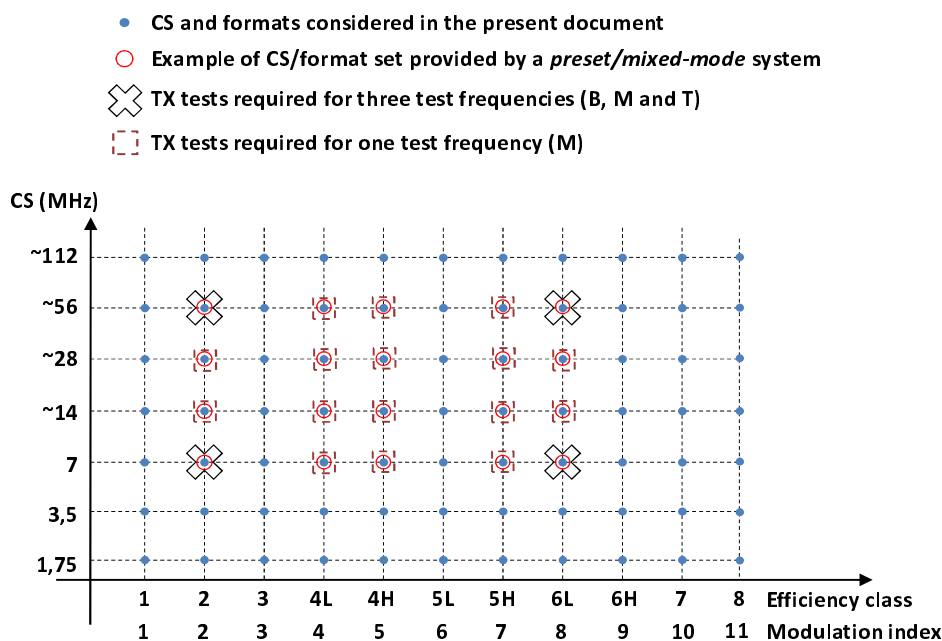 CS and formats considered in the present document
Example of CS/format set provided by a preset/mixed-mode system
TX tests required for three test frequencies (B, M and T)
TX tests required for one test frequency (M)
CS (MHz)
~112
~56
~28
~14
7
3,5
1,75
1 2 3 4L 4H 5L 5H 6L 6H 7 8 Efficiency class
1 2 3 4 5 6 7 8 9 10 11 Modulation index